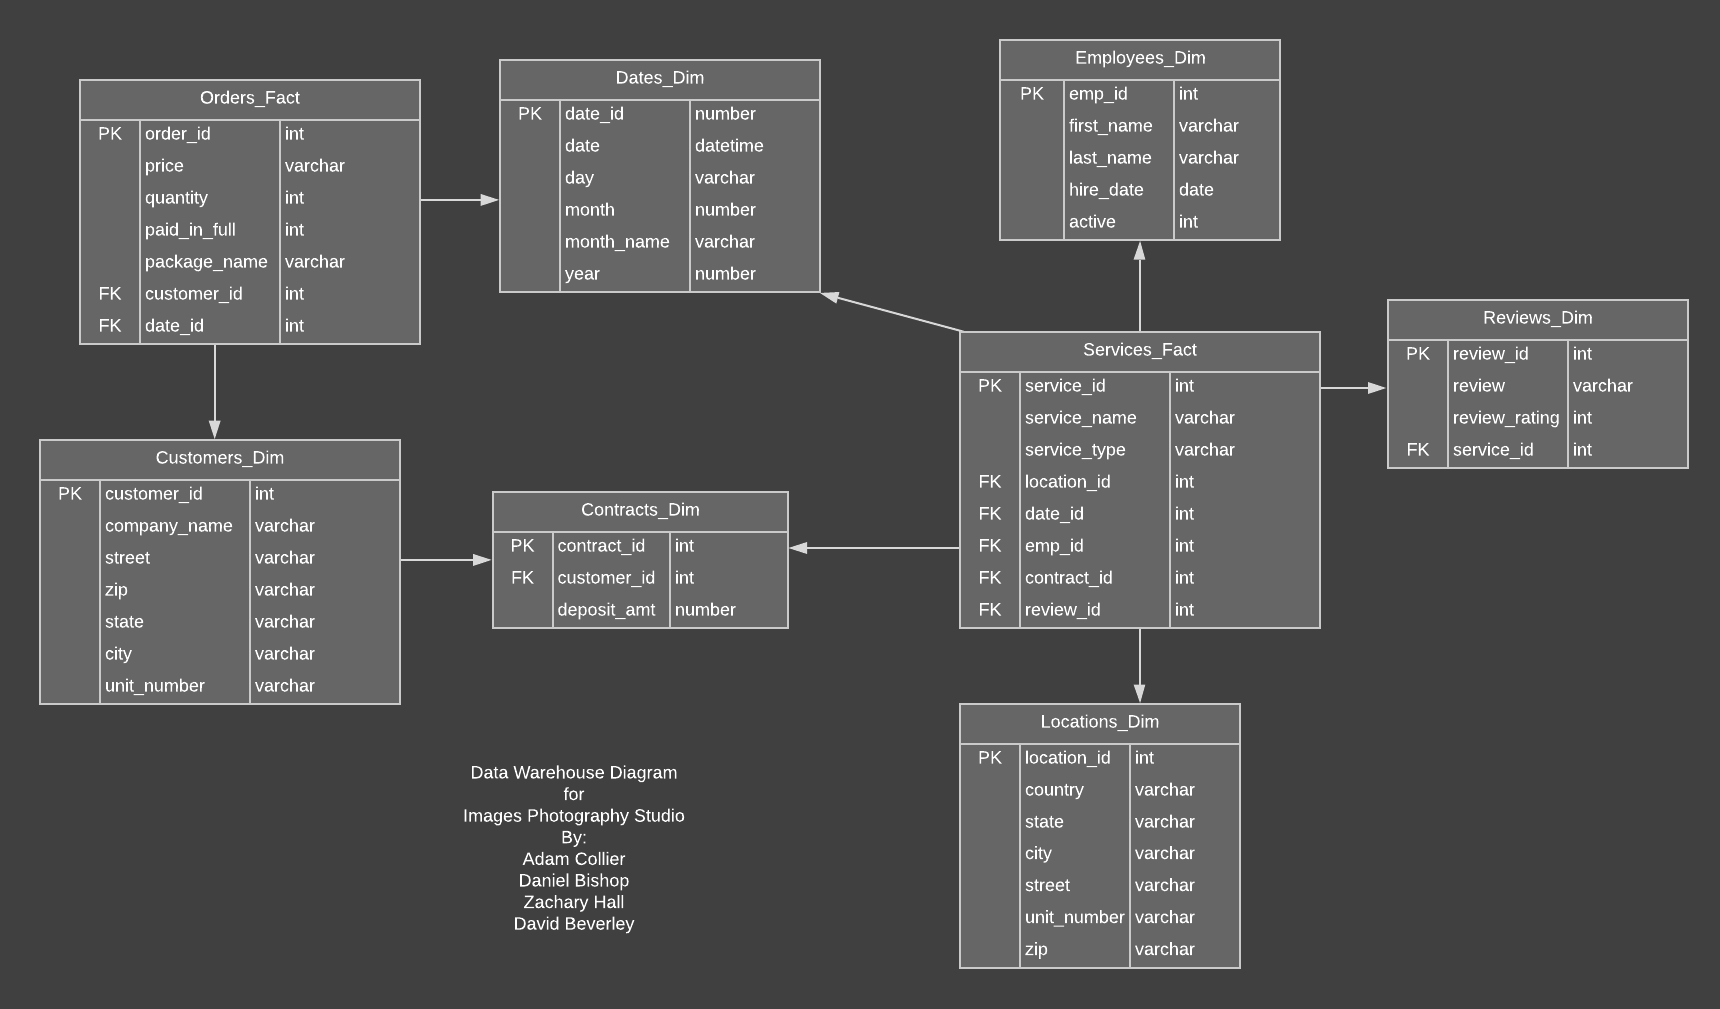 Orders_Fact
PK order_id int
price varchar
quantity int
paid_in_full int
package_name varchar
FK customer_id int
FK date_id int
Dates_Dim
PK date_id number
date datetime
day varchar
month number
month_name varchar
year number
Employees_Dim
PK emp_id int
first_name varchar
last_name varchar
hire_date date
active int
Services_Fact
PK service_id int
service_name varchar
service_type varchar
FK location_id int
FK date_id int
FK emp_id int
FK contract_id int
FK review_id int
Reviews_Dim
PK review_id int
review varchar
review_rating int
FK service_id int
Customers_Dim
PK customer_id int
company_name varchar
street varchar
zip varchar
state varchar
city varchar
unit_number varchar
Contracts_Dim
PK contract_id int
FK customer_id int
deposit_amt number
Locations_Dim
PK location_id int
country varchar
state varchar
city varchar
street varchar
unit_number varchar
zip varchar
Data Warehouse Diagram
for
Images Photography Studio
By:
Adam Collier
Daniel Bishop
Zachary Hall
David Beverley